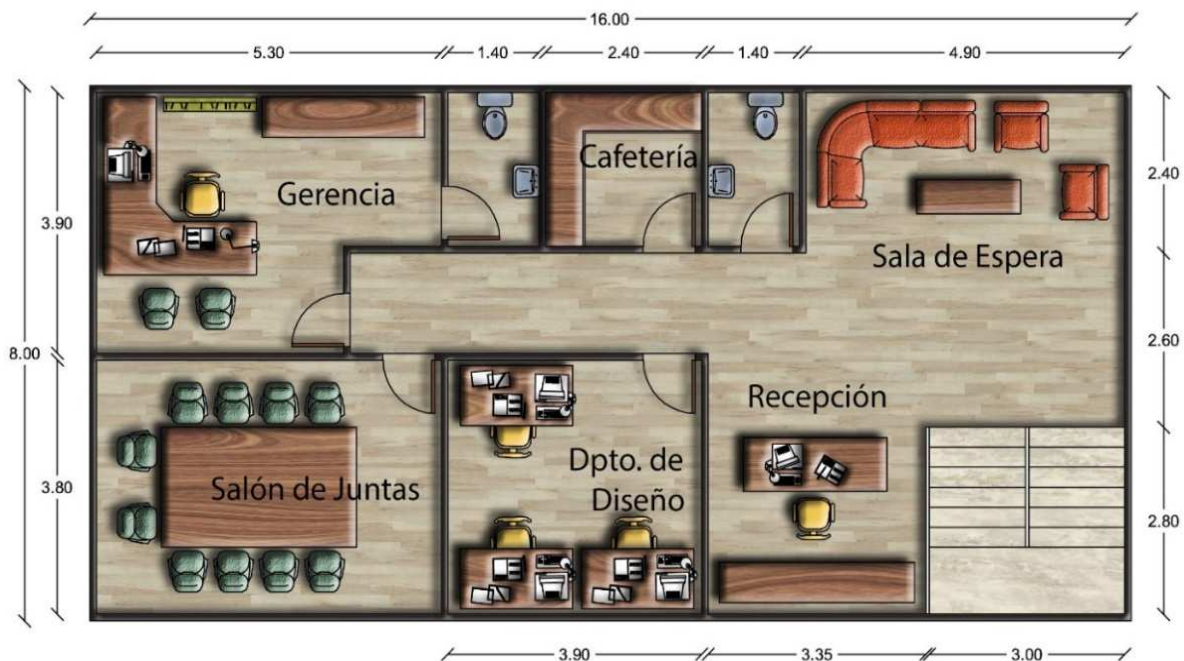 16.00
5.30
1.40
2.40
1.40
4.90
Cafetería
Gerencia
2.40
3.90
Sala de Espera
8.00
2.60
Recepción
Dpto. de
Diseño
Salón de Juntas
3.80
2.80
3.90
3.35
3.00